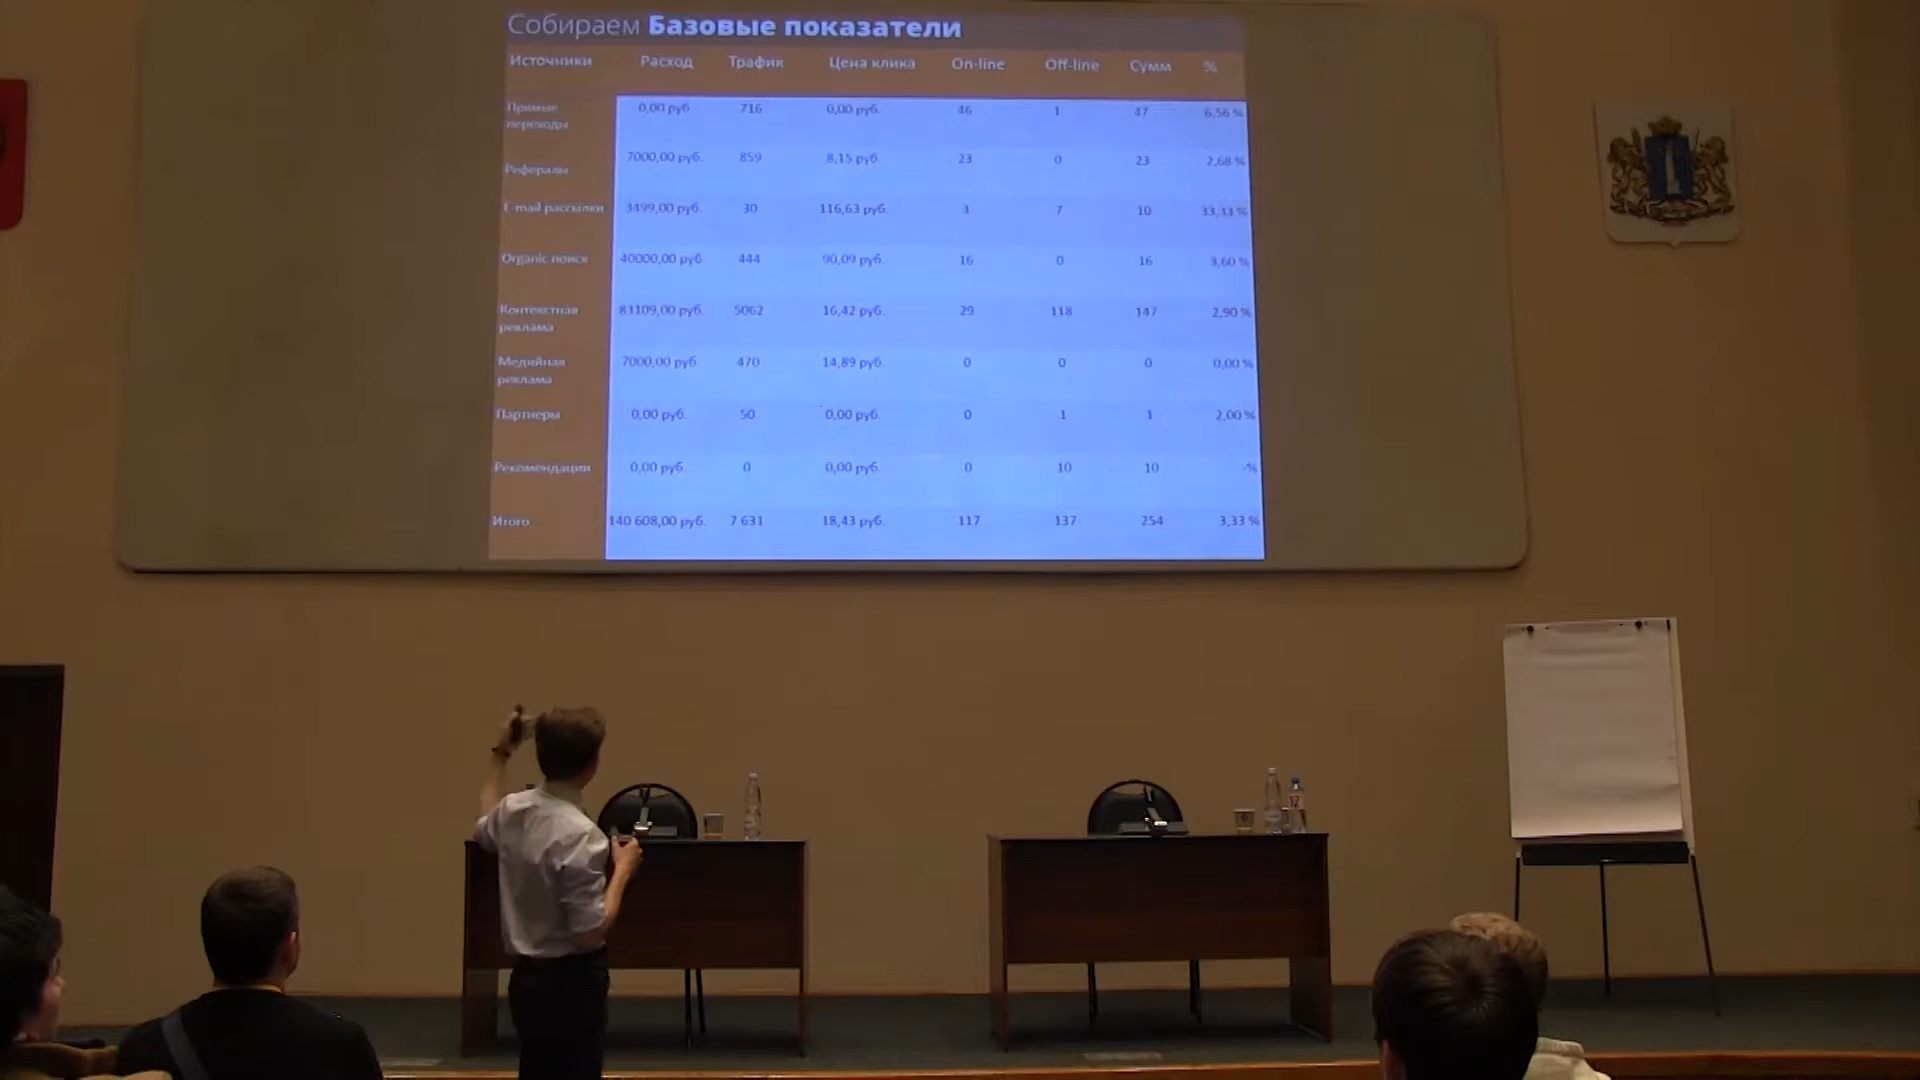 Собираем Базовые показатели
Источники Расход Трафик Цена клика On-line Off-line Сумм %
Прямые переходы 0,00 руб. 716 0,00 руб. 46 1 47 6,56 %
Рефералы 7000,00 руб. 859 8,15 руб. 23 0 23 2,68 %
E-mail рассылки 3499,00 руб. 30 116,63 руб. 3 7 10 33,33 %
Organic поиск 40000,00 руб. 444 90,09 руб. 16 0 16 3,60 %
Контекстная реклама 83109,00 руб. 5062 16,42 руб. 29 118 147 2,90 %
Медийная реклама 7000,00 руб. 470 14,89 руб. 0 0 0 0,00 %
Партнеры 0,00 руб. 50 0,00 руб. 0 1 1 2,00 %
Рекомендации 0,00 руб. 0 0,00 руб. 0 10 10 -%
Итого 140 608,00 руб. 7 631 18,43 руб. 117 137 254 3,33 %